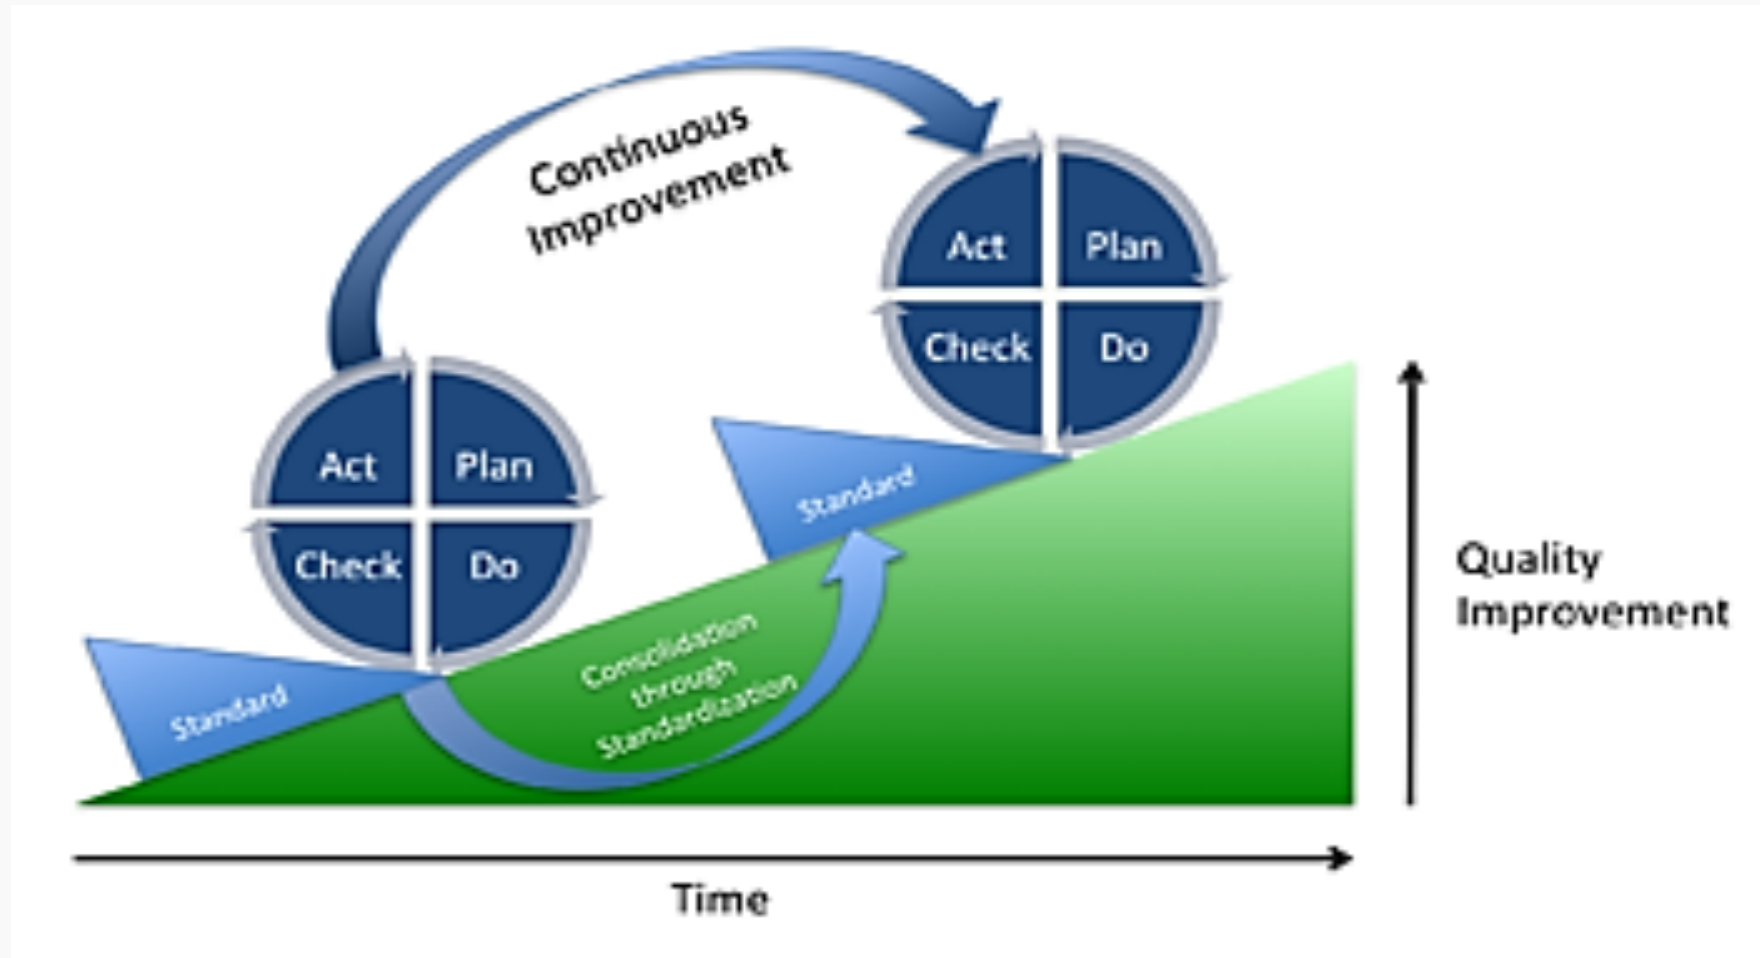 Continuous
Improvement
Act
Plan
Check
Do
Act
Plan
Check
Do
Standard
Standard
Consolidation
through
Standardization
Quality
Improvement
Time